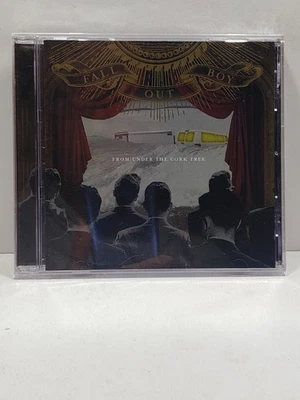 FALL OUT BOY
FROM UNDER THE CORK TREE